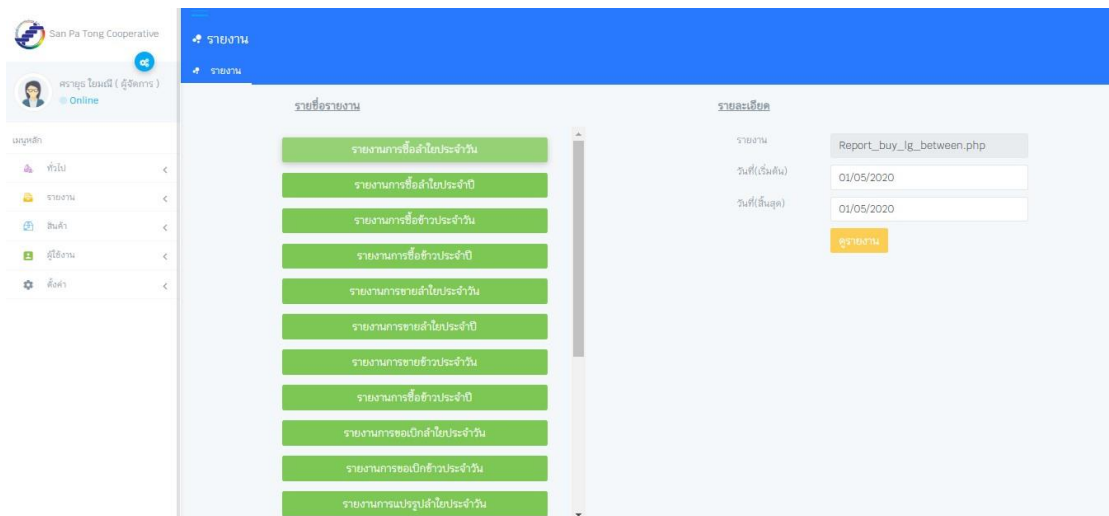 San Pa Tong Cooperative
ศรายุธ ใยมณี ( ผู้จัดการ )
Online
เมนูหลัก
ทั่วไป
รายงาน
สินค้า
ผู้ใช้งาน
ตั้งค่า
รายงาน
รายงาน
รายชื่อรายงาน
รายงานการซื้อลำไยประจำวัน
รายงานการซื้อลำไยประจำปี
รายงานการซื้อข้าวประจำวัน
รายงานการซื้อข้าวประจำปี
รายงานการขายลำไยประจำวัน
รายงานการขายลำไยประจำปี
รายงานการขายข้าวประจำวัน
รายงานการซื้อข้าวประจำปี
รายงานการขอเบิกลำไยประจำวัน
รายงานการขอเบิกข้าวประจำวัน
รายงานการแปรรูปลำไยประจำวัน
รายละเอียด
รายงาน
Report_buy_lg_between.php
วันที่(เริ่มต้น)
01/05/2020
วันที่(สิ้นสุด)
01/05/2020
ดูรายงาน